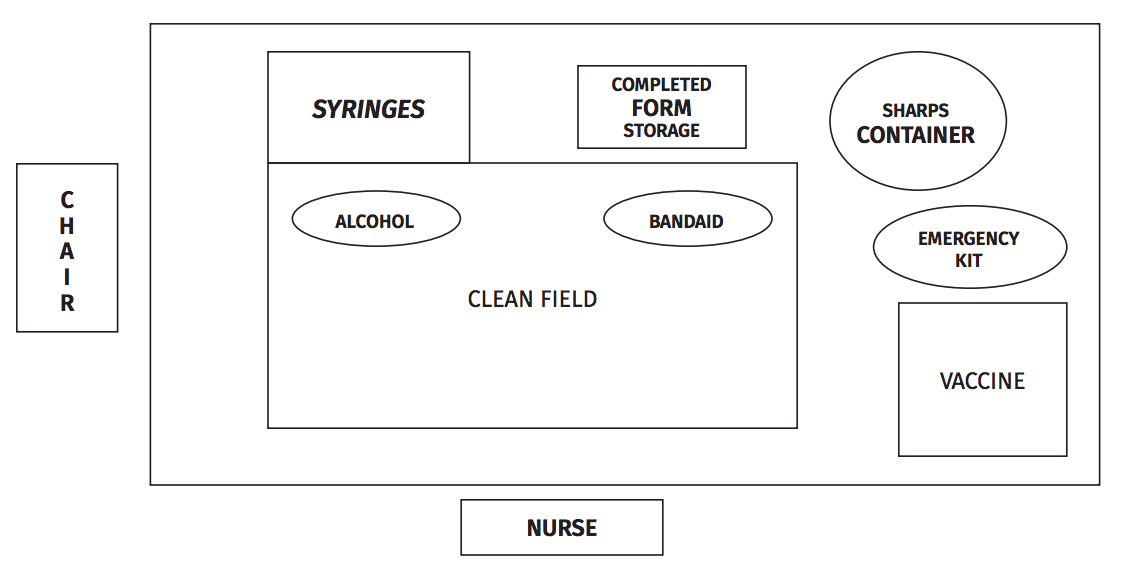 SYRINGES
COMPLETED
FORM
STORAGE
SHARPS
CONTAINER
C
H
A
I
R
ALCOHOL
BANDAID
EMERGENCY
KIT
CLEAN FIELD
VACCINE
NURSE